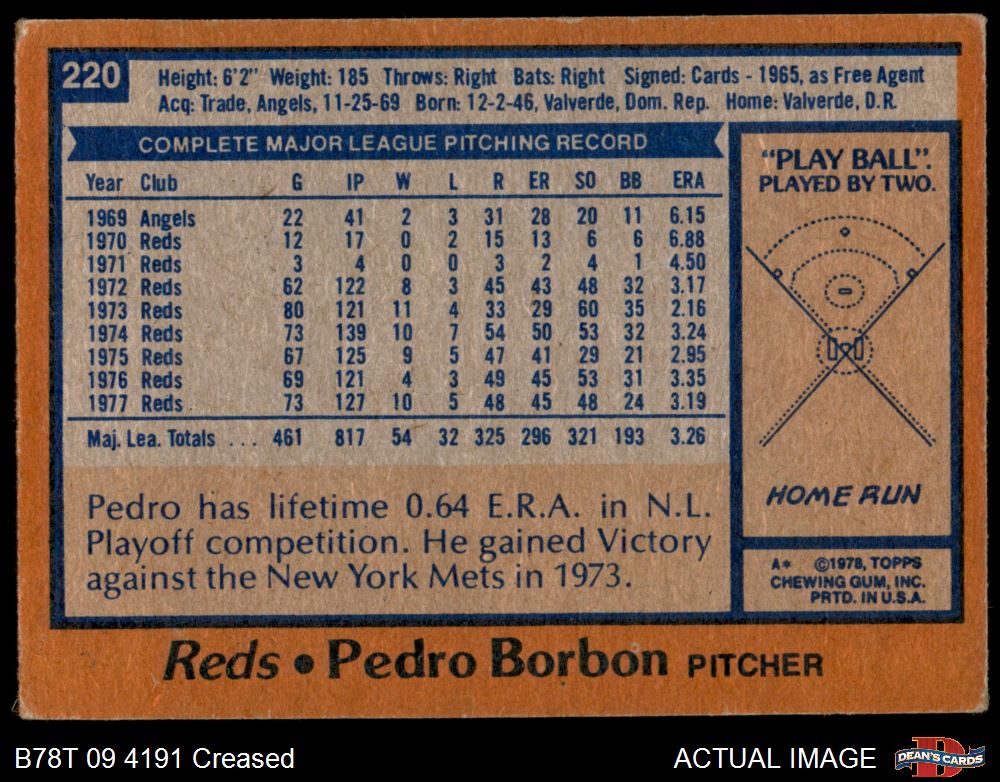 220
Height: 6'2" Weight: 185 Throws: Right Bats: Right Signed: Cards - 1965, as Free Agent
Acq: Trade, Angels, 11-25-69 Born: 12-2-46, Valverde, Dom. Rep. Home: Valverde, D.R.
COMPLETE MAJOR LEAGUE PITCHING RECORD
Year Club G IP W L R ER SO BB ERA
1969 Angels 22 41 2 3 31 28 20 11 6.15
1970 Reds 12 17 0 2 15 13 6 6 6.88
1971 Reds 3 4 0 0 3 2 4 1 4.50
1972 Reds 62 122 8 3 45 43 48 32 3.17
1973 Reds 80 121 11 4 33 29 60 35 2.16
1974 Reds 73 139 10 7 54 50 53 32 3.24
1975 Reds 67 125 9 5 47 41 29 21 2.95
1976 Reds 69 121 4 3 49 45 53 31 3.35
1977 Reds 73 127 10 5 48 45 48 24 3.19
Maj. Lea. Totals ... 461 817 54 32 325 296 321 193 3.26
Pedro has lifetime 0.64 E.R.A. in N.L.
Playoff competition. He gained Victory
against the New York Mets in 1973.
"PLAY BALL".
PLAYED BY TWO.
HOME RUN
A* ©1978, TOPPS
CHEWING GUM, INC.
PRTD. IN U.S.A.
Reds • Pedro Borbon PITCHER
B78T 09 4191 Creased
ACTUAL IMAGE
D
DEAN'S CARDS